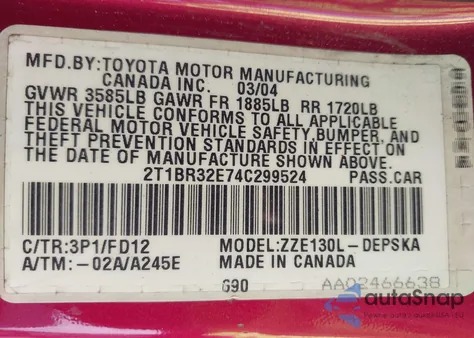 MFD.BY:TOYOTA MOTOR MANUFACTURING
CANADA INC. 03/04
GVWR 3585LB GAWR FR 1885LB RR 1720LB
THIS VEHICLE CONFORMS TO ALL APPLICABLE
FEDERAL MOTOR VEHICLE SAFETY,BUMPER, AND
THEFT PREVENTION STANDARDS IN EFFECT ON
THE DATE OF MANUFACTURE SHOWN ABOVE.
2T1BR32E74C299524 PASS.CAR
C/TR:3P1/FD12 MODEL:ZZE130L-DEPSKA
A/TM:-02A/A245E MADE IN CANADA
G90 AA02466638
autoSnap